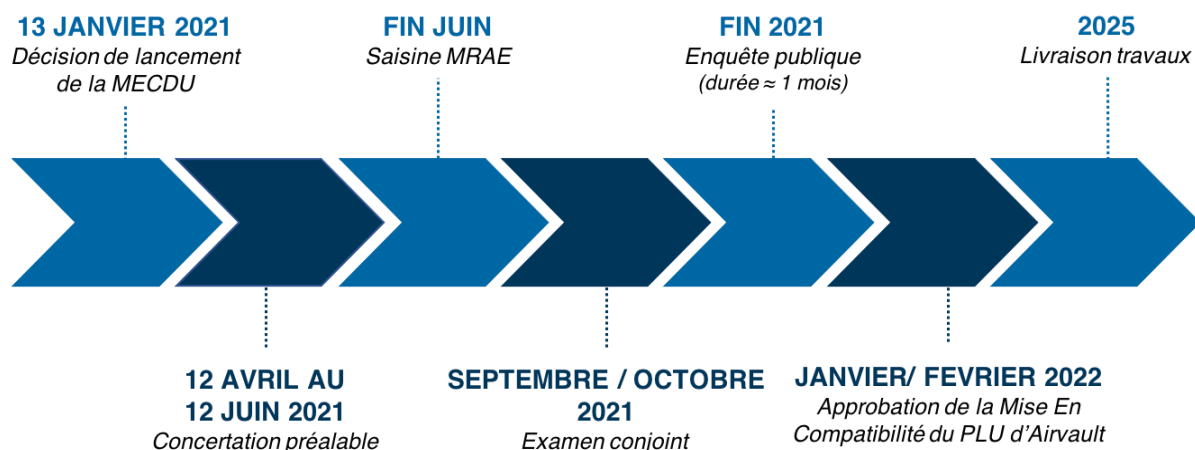 13 JANVIER 2021
Décision de lancement
de la MECDU
FIN JUIN
Saisine MRAE
FIN 2021
Enquête publique
(durée ≈ 1 mois)
2025
Livraison travaux
12 AVRIL AU
12 JUIN 2021
Concertation préalable
SEPTEMBRE / OCTOBRE
2021
Examen conjoint
JANVIER/ FEVRIER 2022
Approbation de la Mise En
Compatibilité du PLU d'Airvault